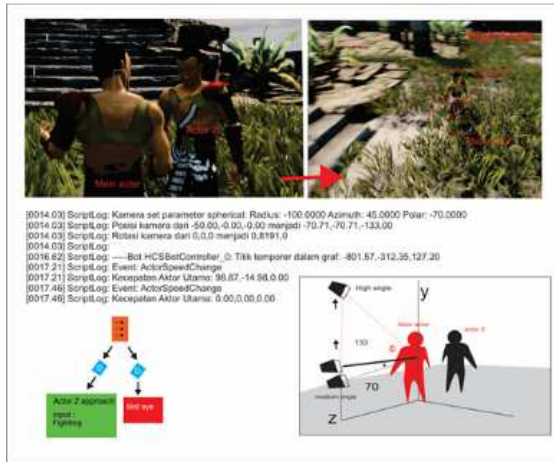 Main actor
Actor 2
[0014.03] ScriptLog: Kamera set parameter spherical: Radius: -100.0000 Azimuth: 45.0000 Polar: -70.0000
[0014.03] ScriptLog: Posisi kamera dari -50.00,-0.00,-0.00 menjadi -70.71,-70.71,-133.00
[0014.03] ScriptLog: Rotasi kamera dari 0,0,0 menjadi 0,8191,0
[0014.03] ScriptLog:
[0016.62] ScriptLog: -----Bot HCSBotController_0: Titik temporer dalam graf: -801.57,-312.35,127.20
[0017.21] ScriptLog: Event: ActorSpeedChange
[0017.21] ScriptLog: Kecepatan Aktor Utama: 96.87,-14.98,0.00
[0017.46] ScriptLog: Event: ActorSpeedChange
[0017.46] ScriptLog: Kecepatan Aktor Utama: 0.00,0.00,0.00
Actor 2 approach
input :
Fighting
bird eye
High angle
y
Main actor
actor 2
133
70
medium angle
z